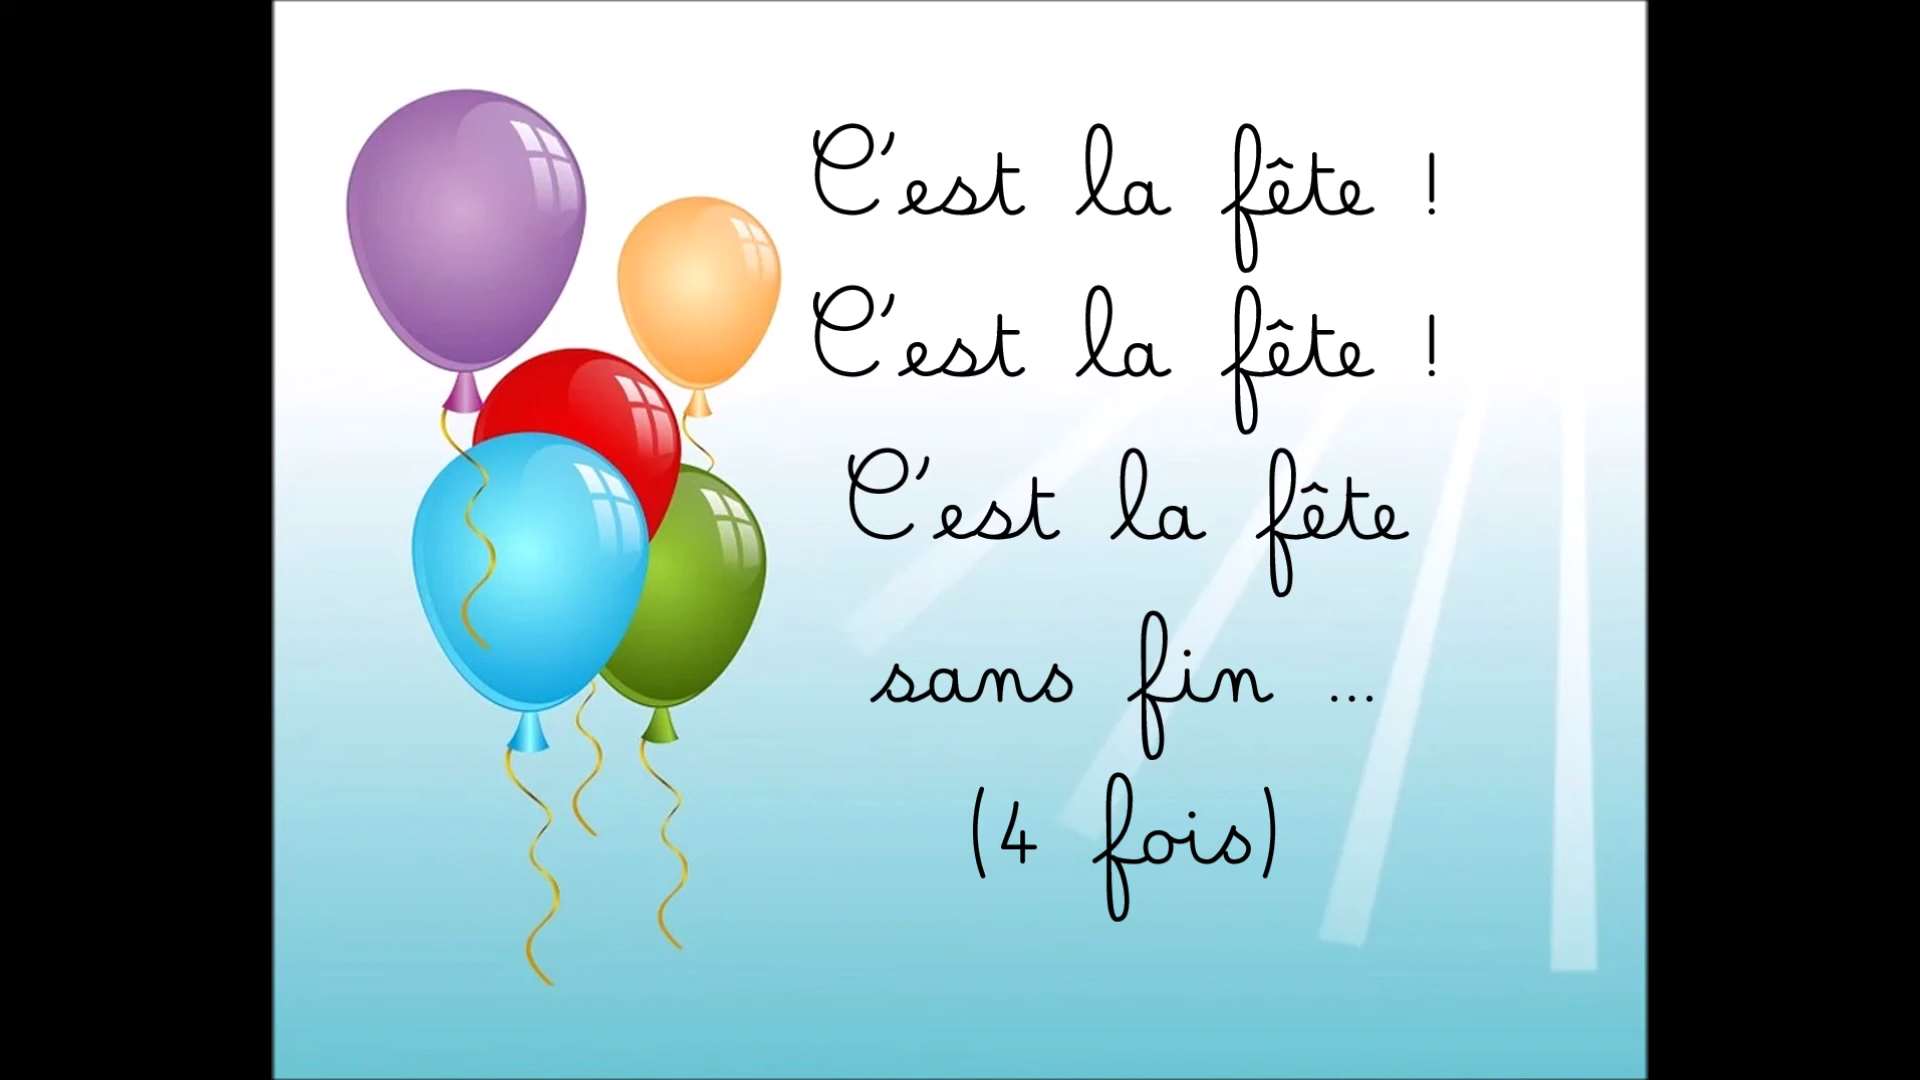 C'est la fête !
C'est la fête !
C'est la fête
sans fin ...
(4 fois)